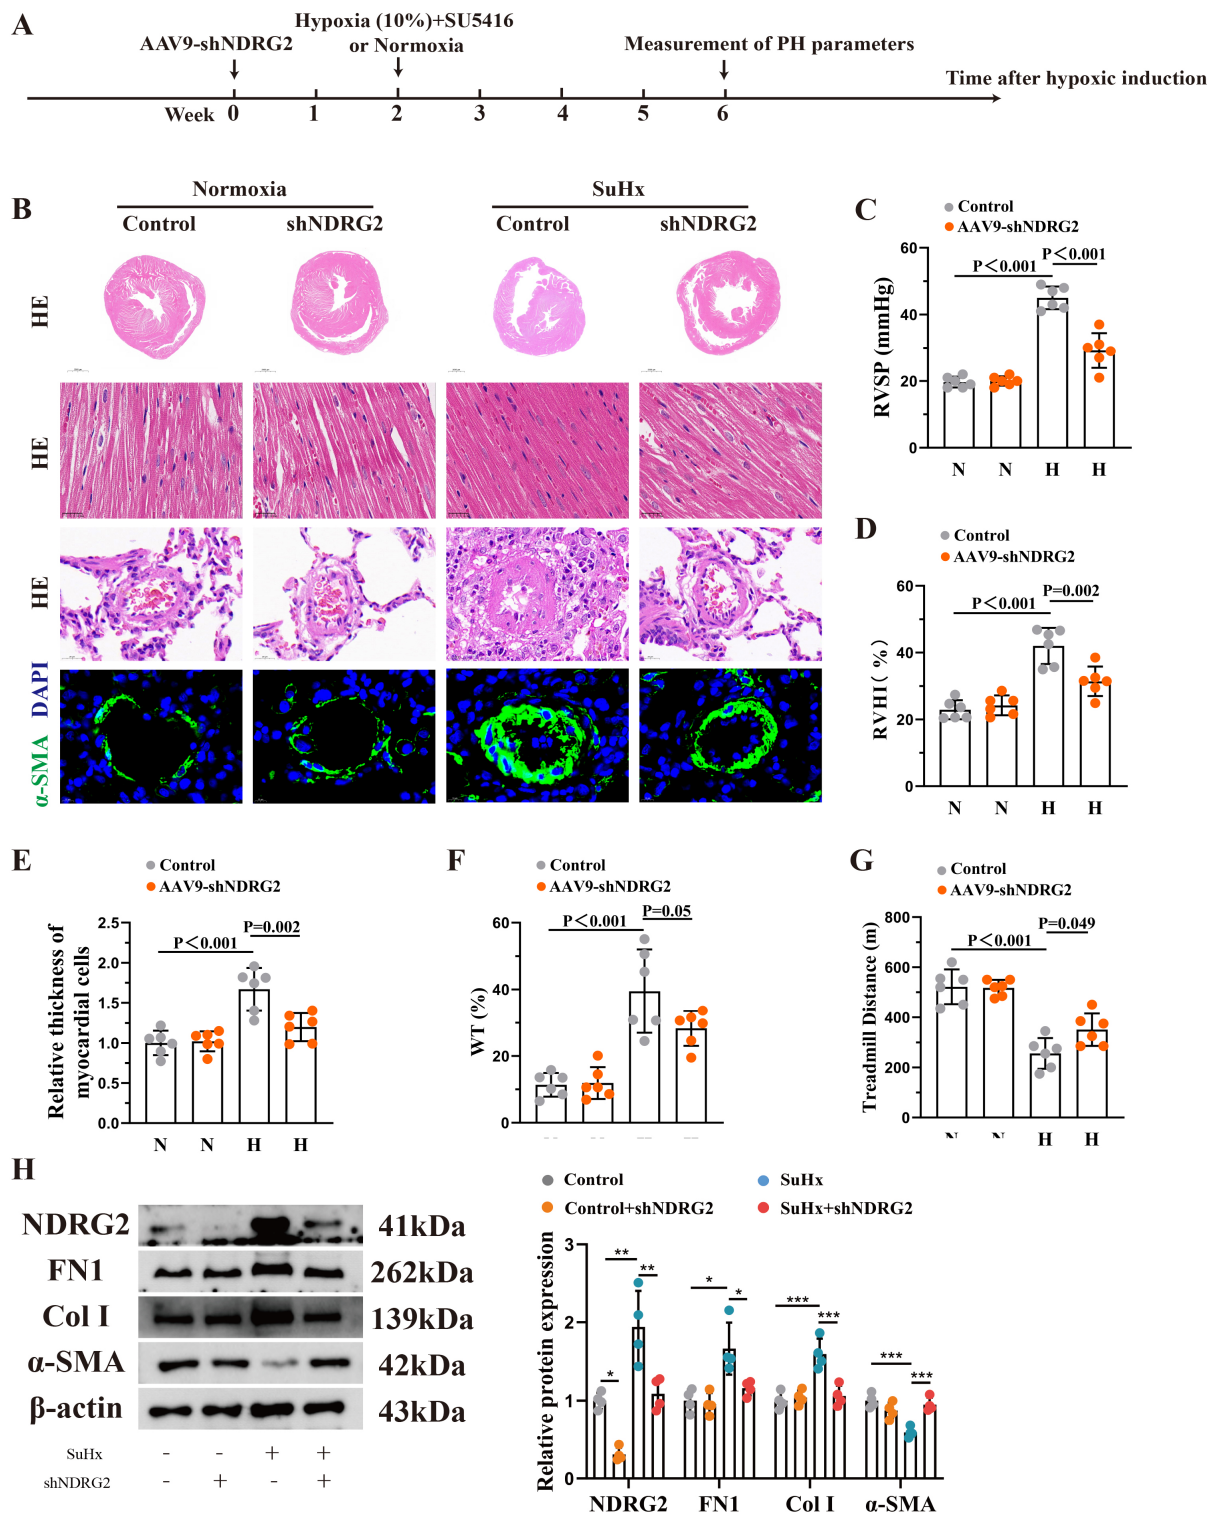 A
AAV9-shNDRG2
Hypoxia (10%)+SU5416
or Normoxia
Measurement of PH parameters
Time after hypoxic induction
Week 0 1 2 3 4 5 6
B
Normoxia SuHx
Control shNDRG2 Control shNDRG2
HE
HE
HE
α-SMA DAPI
C
Control
AAV9-shNDRG2
RVSP (mmHg)
60
40
20
0
P<0.001
P<0.001
N N H H
D
Control
AAV9-shNDRG2
RVHI( %)
60
40
20
0
P<0.001
P=0.002
N N H H
E
Control
AAV9-shNDRG2
Relative thickness of
myocardial cells
2.5
2.0
1.5
1.0
0.5
0.0
P<0.001
P=0.002
N N H H
F
Control
AAV9-shNDRG2
WT (%)
60
40
20
0
P<0.001
P=0.05
G
Control
AAV9-shNDRG2
Treadmill Distance (m)
800
600
400
200
0
P<0.001
P=0.049
N N H H
H
NDRG2 41kDa
FN1 262kDa
Col I 139kDa
α-SMA 42kDa
β-actin 43kDa
SuHx - - + +
shNDRG2 - + - +
Control
Control+shNDRG2
SuHx
SuHx+shNDRG2
Relative protein expression
3
2
1
0
* ** **
* *
*** ***
*** ***
NDRG2 FN1 Col I α-SMA